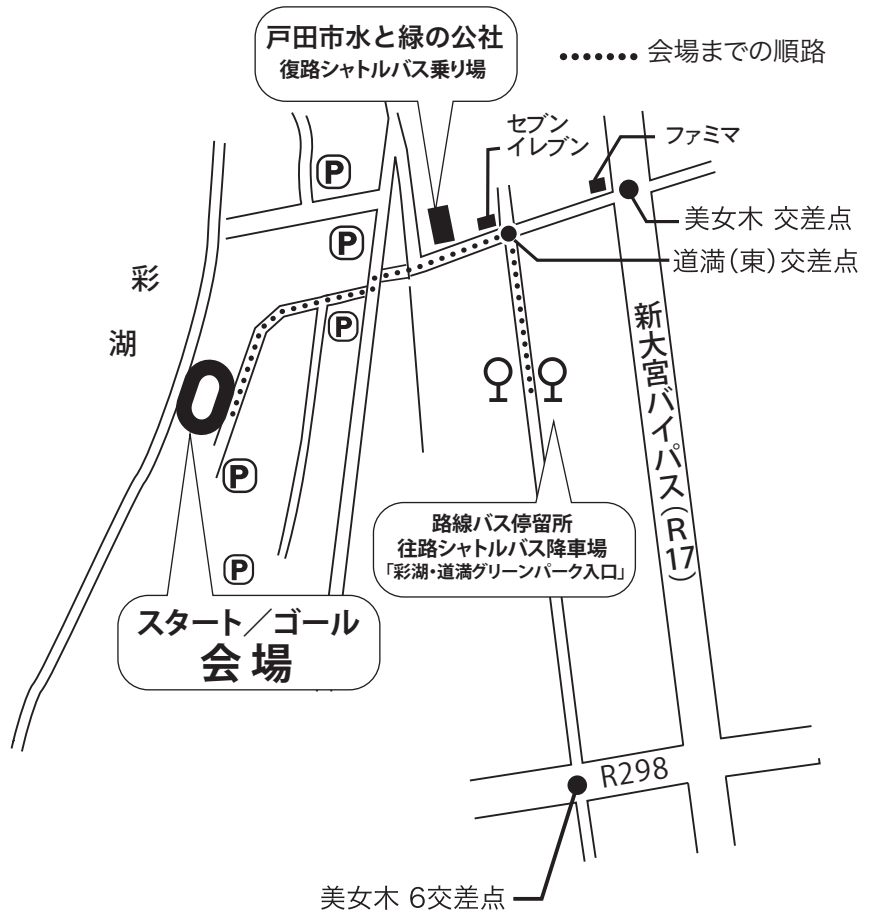 戸田市水と緑の公社
復路シャトルバス乗り場
会場までの順路
セブン
イレブン
ファミマ
P
美女木 交差点
P
道満(東)交差点
彩湖
P
新大宮バイパス(R17)
P
路線バス停留所
往路シャトルバス降車場
「彩湖・道満グリーンパーク入口」
P
スタート/ゴール
会場
R298
美女木 6交差点